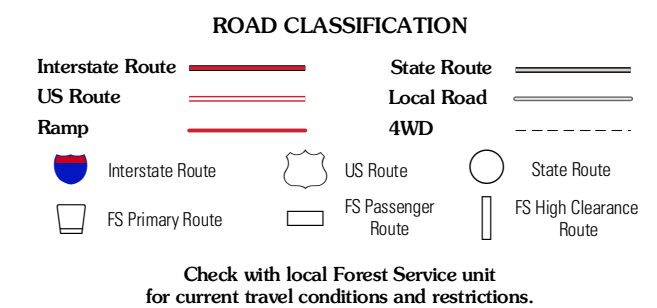 ROAD CLASSIFICATION
Interstate Route
State Route
US Route
Local Road
Ramp
4WD
Interstate Route
US Route
State Route
FS Primary Route
FS Passenger
Route
FS High Clearance
Route
Check with local Forest Service unit
for current travel conditions and restrictions.